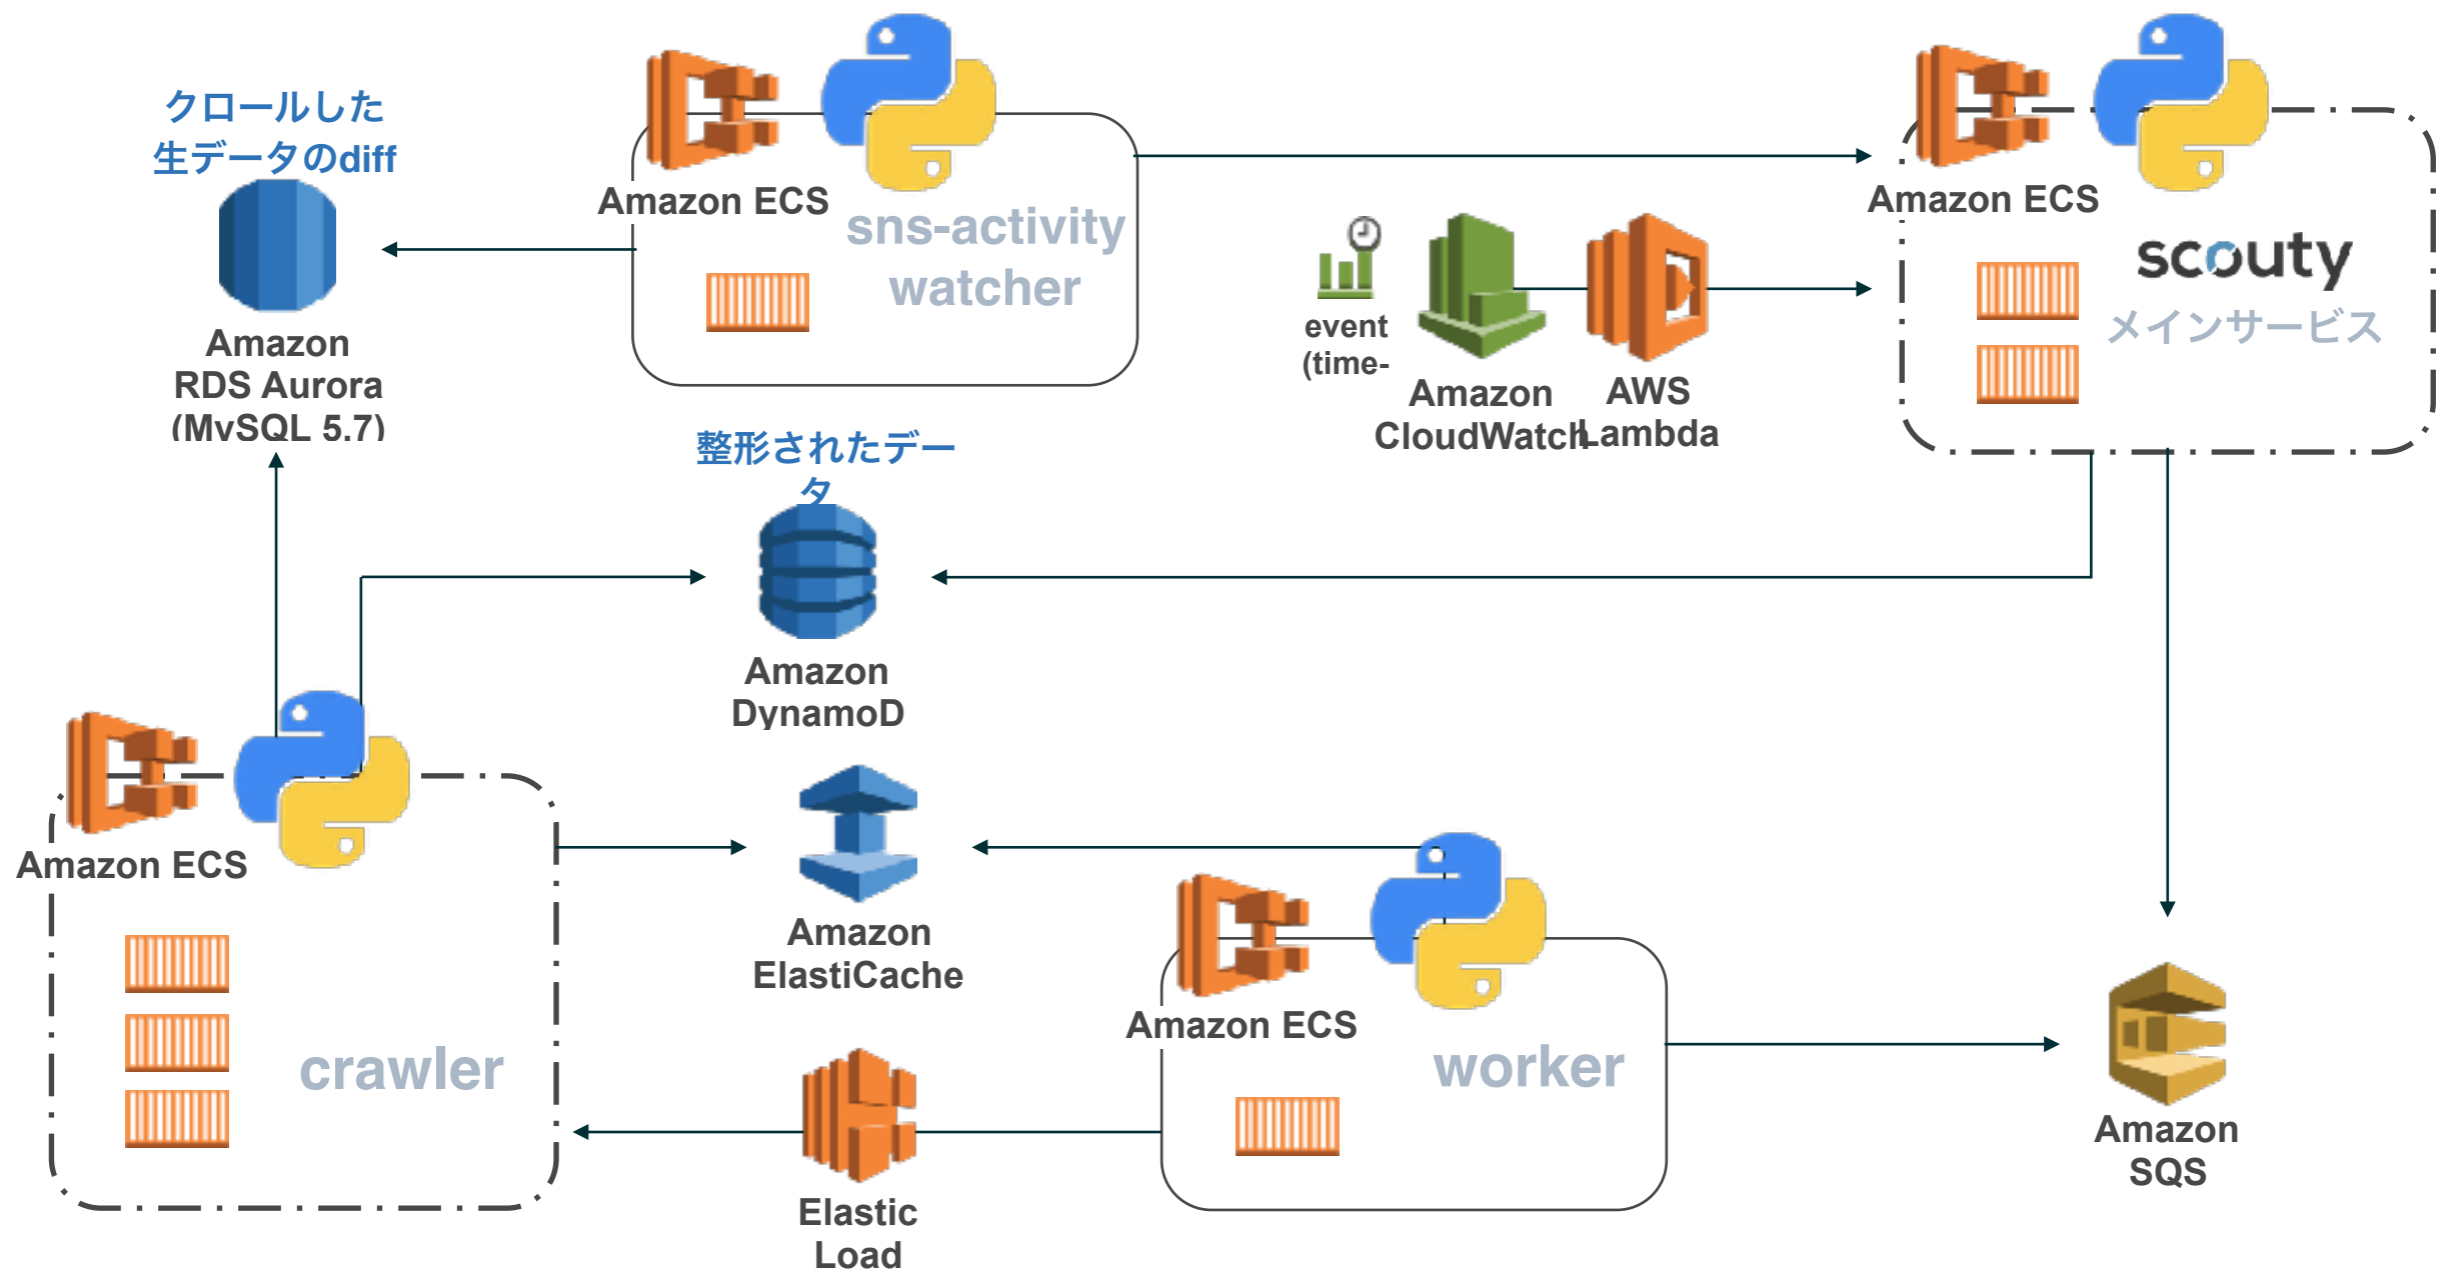 クロールした
生データのdiff
Amazon
RDS Aurora
(MySQL 5.7)
Amazon ECS
sns-activity
watcher
event
(time-
Amazon
CloudWatch
AWS
Lambda
Amazon ECS
scouty
メインサービス
整形されたデー
タ
Amazon
DynamoD
Amazon ECS
crawler
Amazon
ElastiCache
Elastic
Load
Amazon ECS
worker
Amazon
SQS